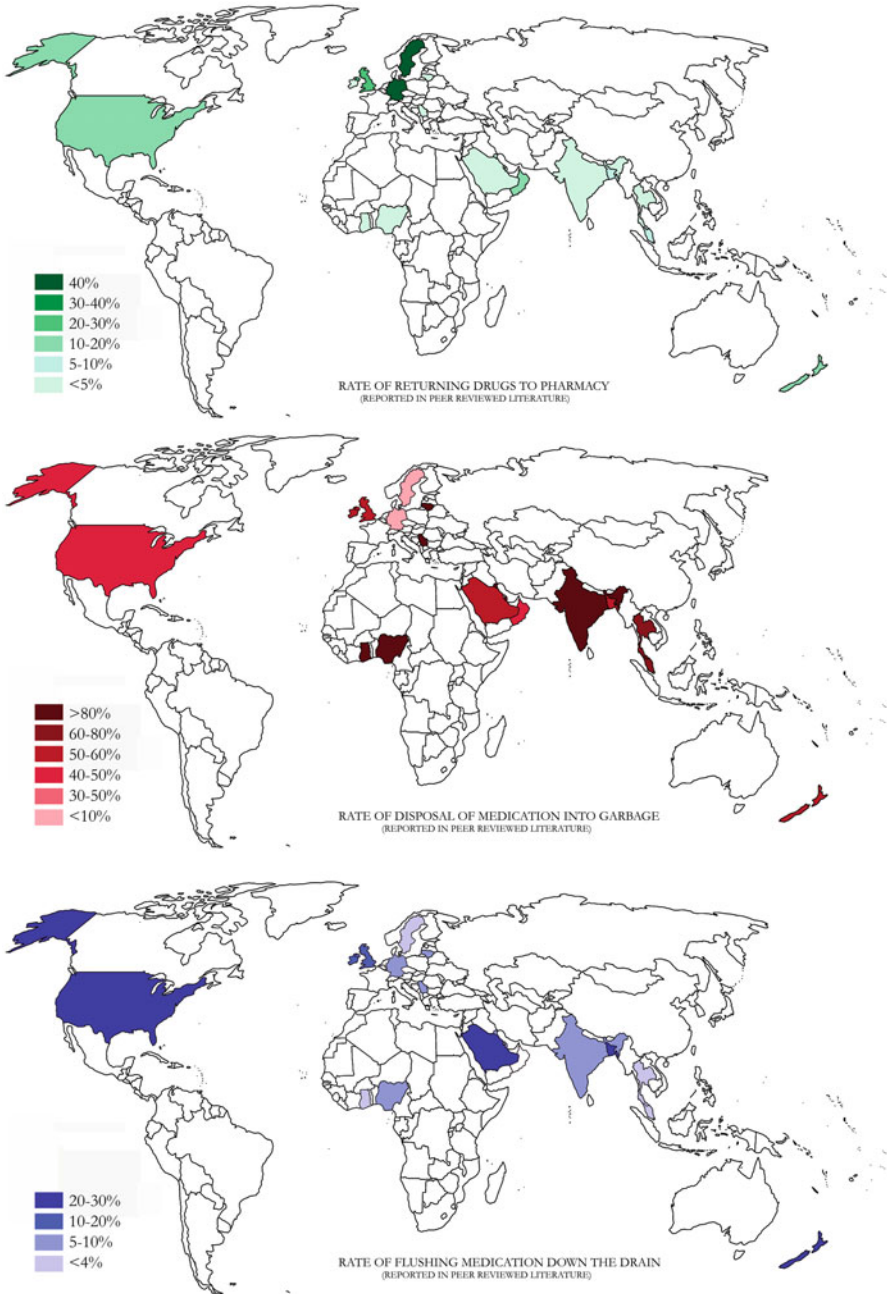 40%
30-40%
20-30%
10-20%
5-10%
<5%
RATE OF RETURNING DRUGS TO PHARMACY
(REPORTED IN PEER REVIEWED LITERATURE)
>80%
60-80%
50-60%
40-50%
30-50%
<10%
RATE OF DISPOSAL OF MEDICATION INTO GARBAGE
(REPORTED IN PEER REVIEWED LITERATURE)
20-30%
10-20%
5-10%
<4%
RATE OF FLUSHING MEDICATION DOWN THE DRAIN
(REPORTED IN PEER REVIEWED LITERATURE)